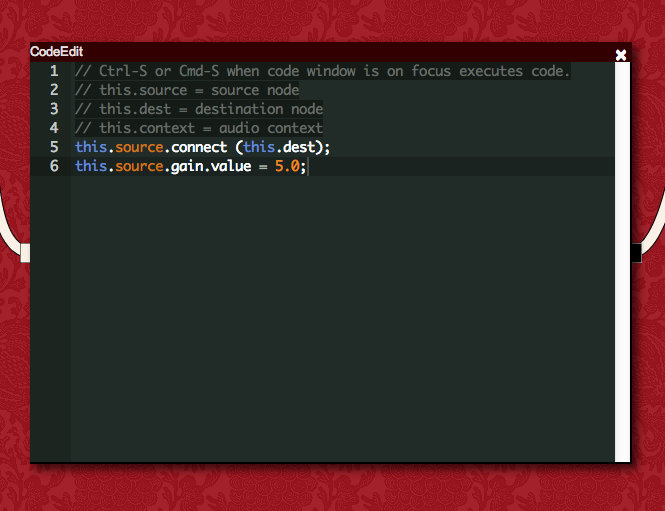 CodeEdit
1 // Ctrl-S or Cmd-S when code window is on focus executes code.
2 // this.source = source node
3 // this.dest = destination node
4 // this.context = audio context
5 this.source.connect (this.dest);
6 this.source.gain.value = 5.0;